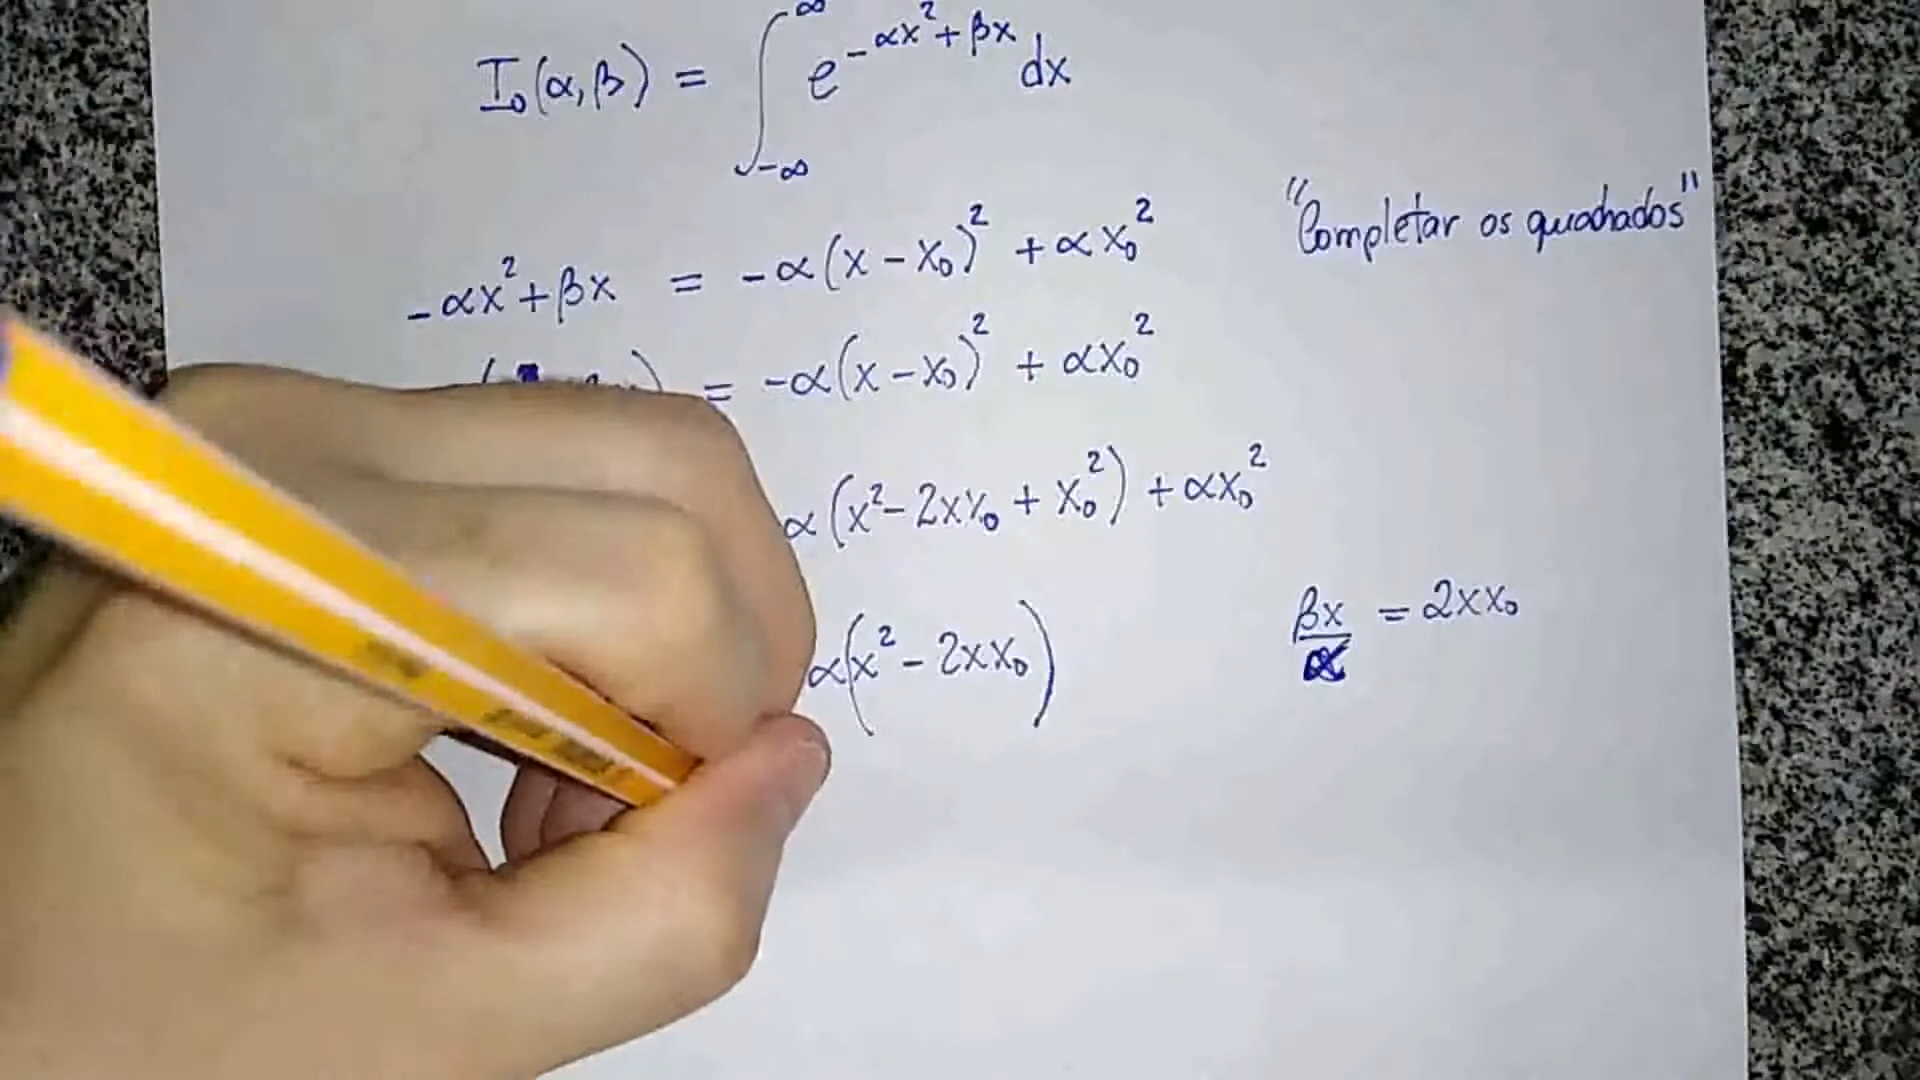 I₀(α,β) = ∫_{-∞}^{∞} e^{-αx²+βx} dx
"Completar os quadrados"
-αx²+βx = -α(x-x₀)² + αx₀²
= -α(x-x₀)² + αx₀²
α(x²-2xx₀ + x₀²) + αx₀²
α(x² - 2xx₀)
βx/α = 2xx₀